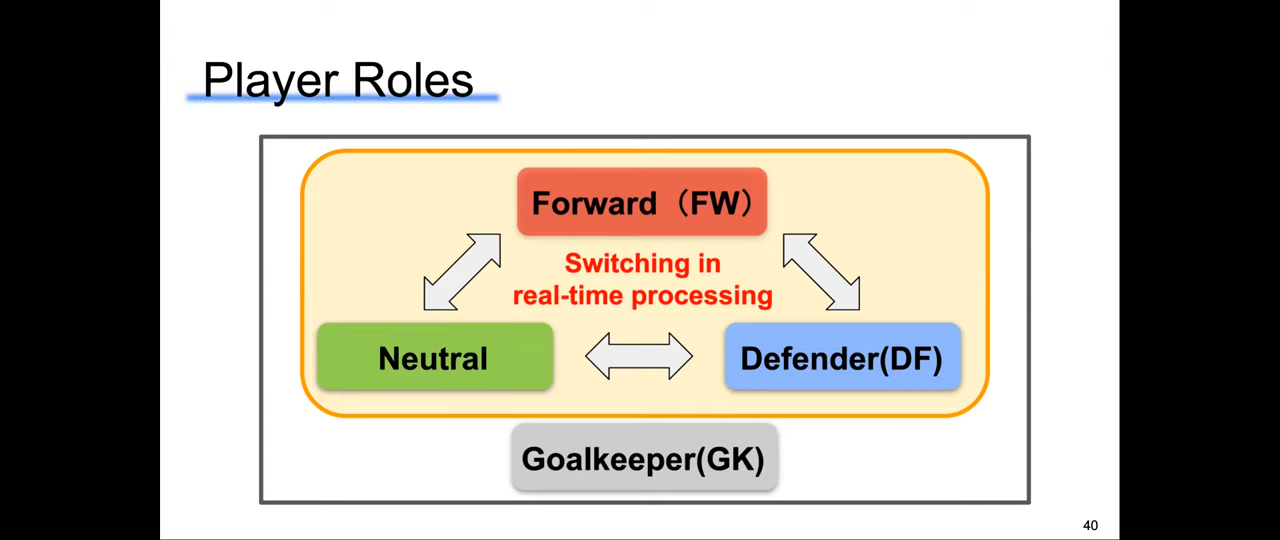 Player Roles
Forward（FW）
Switching in
real-time processing
Neutral
Defender(DF)
Goalkeeper(GK)
40